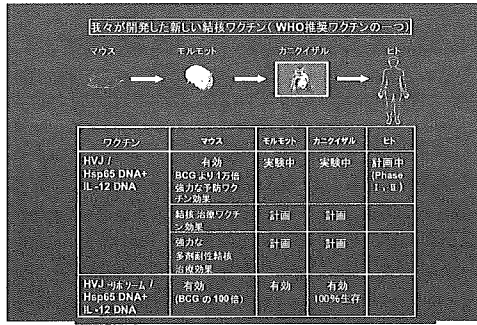 我々が開発した新しい結核ワクチン( WHO推奨ワクチンの一つ)
マウス モルモット カニクイザル ヒト
ワクチン マウス モルモット カニクイザル ヒト
HVJ / 有効 実験中 実験中 計画中
Hsp65 DNA+ BCG より 1万倍 (Phase
IL -12 DNA 強力な予防ワク I 、II )
チン効果
結核 治療ワクチ 計画 計画
ン効果
強力な 計画 計画
多剤耐性結核
治療効果
HVJ -リポソーム / 有効 有効 有効
Hsp65 DNA+ (BCG の 100倍) 100%生存
IL -12 DNA